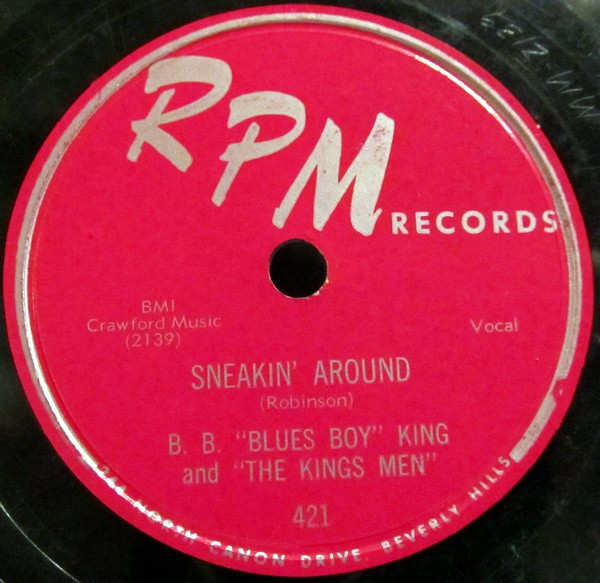 RPM
RECORDS
BMI
Crawford Music
(2139)
Vocal
SNEAKIN' AROUND
(Robinson)
B. B. "BLUES BOY" KING
and "THE KINGS MEN"
421
NORTH CANON DRIVE, BEVERLY HILLS